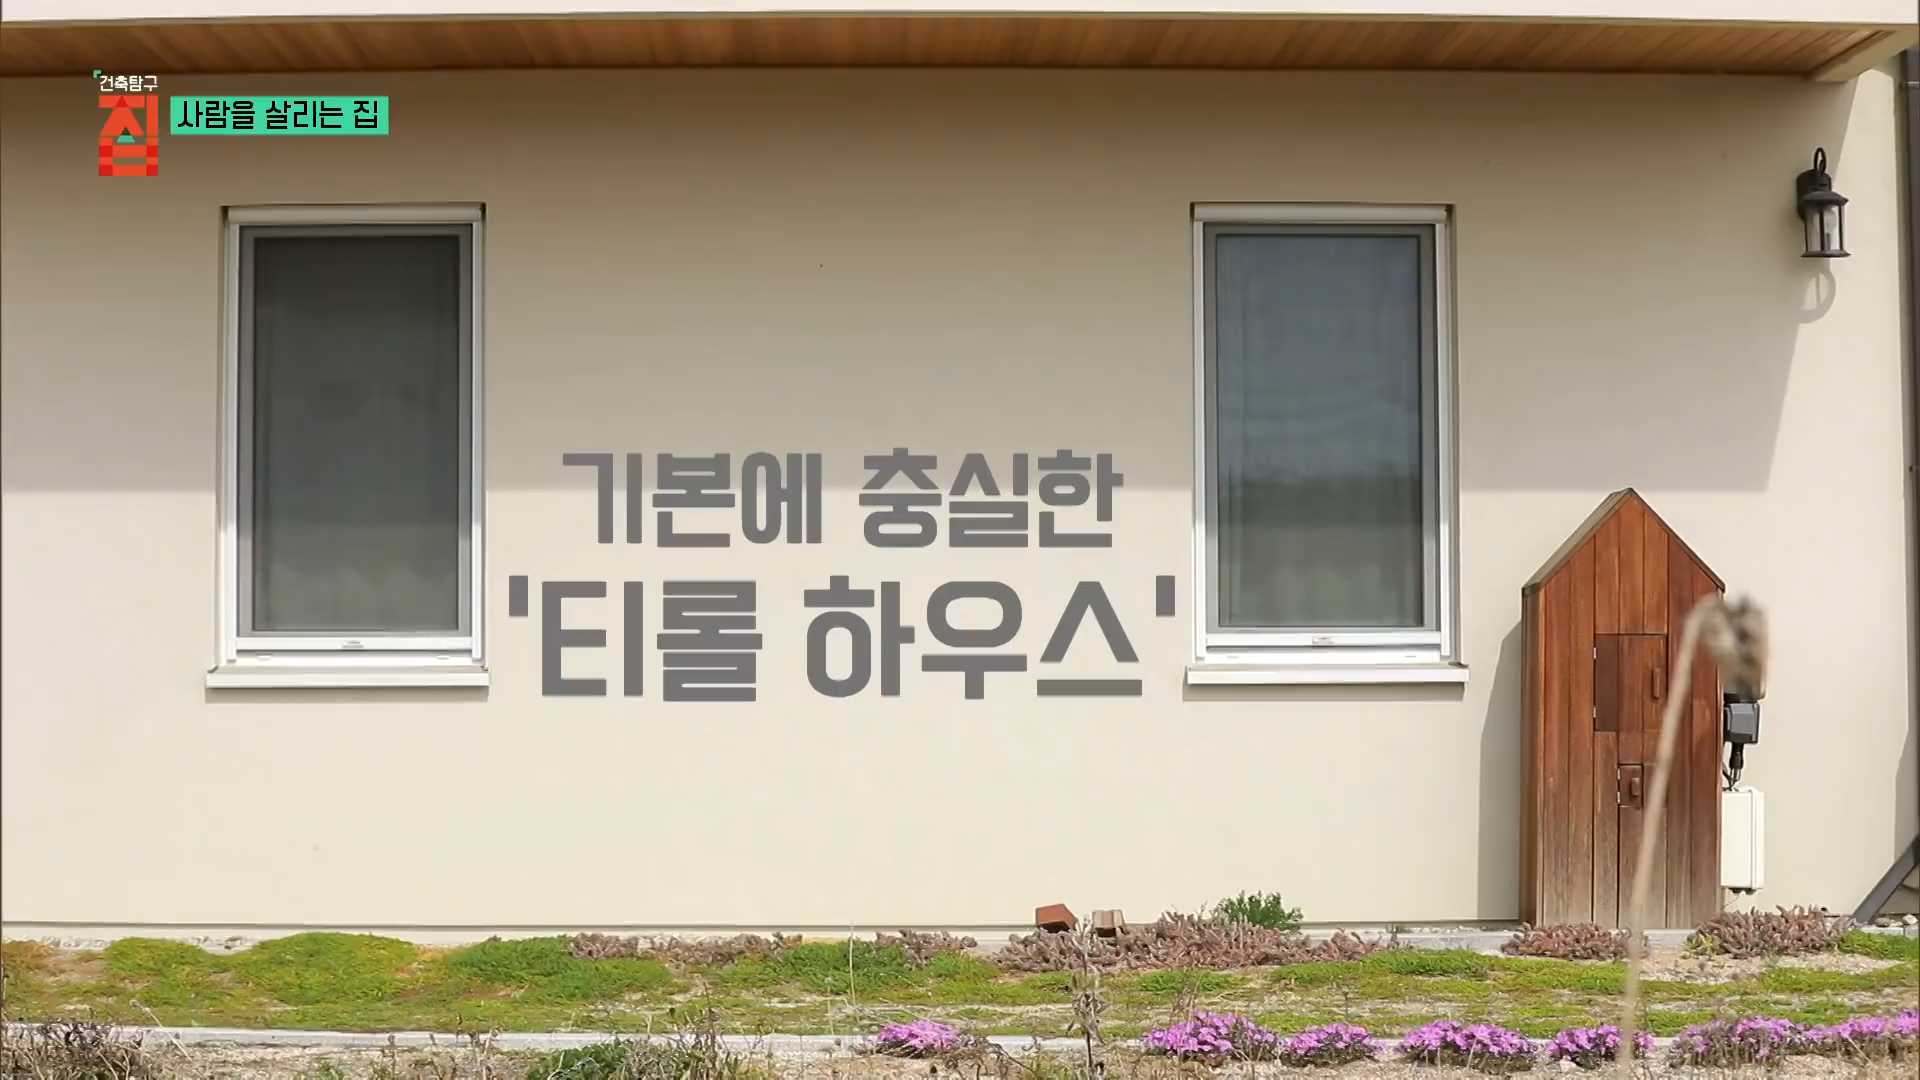 건축탐구
집
사람을 살리는 집
기본에 충실한
'티롤 하우스'